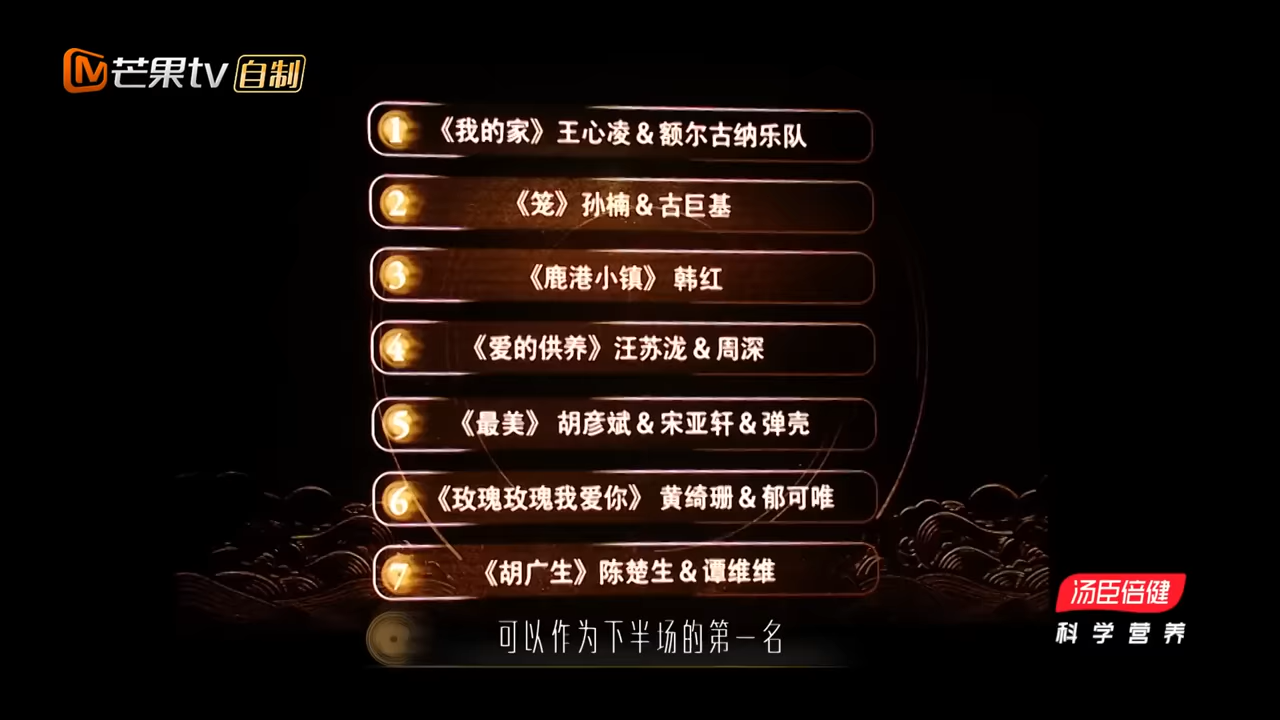 芒果tv 自制
1 《我的家》王心凌&额尔古纳乐队
2 《笼》孙楠&古巨基
3 《鹿港小镇》 韩红
4 《爱的供养》汪苏泷&周深
5 《最美》 胡彦斌&宋亚轩&弹壳
6 《玫瑰玫瑰我爱你》 黄绮珊&郁可唯
7 《胡广生》陈楚生&谭维维
汤臣倍健
科学营养
可以作为下半场的第一名